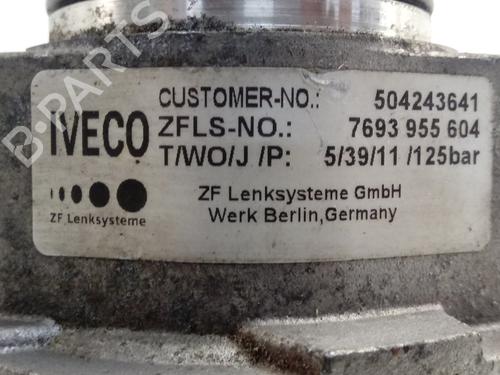 IVECO
CUSTOMER-NO.: 504243641
ZFLS-NO.: 7693 955 604
T/WO/J /P: 5/39/11 /125bar
ZF Lenksysteme
ZF Lenksysteme GmbH
Werk Berlin,Germany
B-PARTS